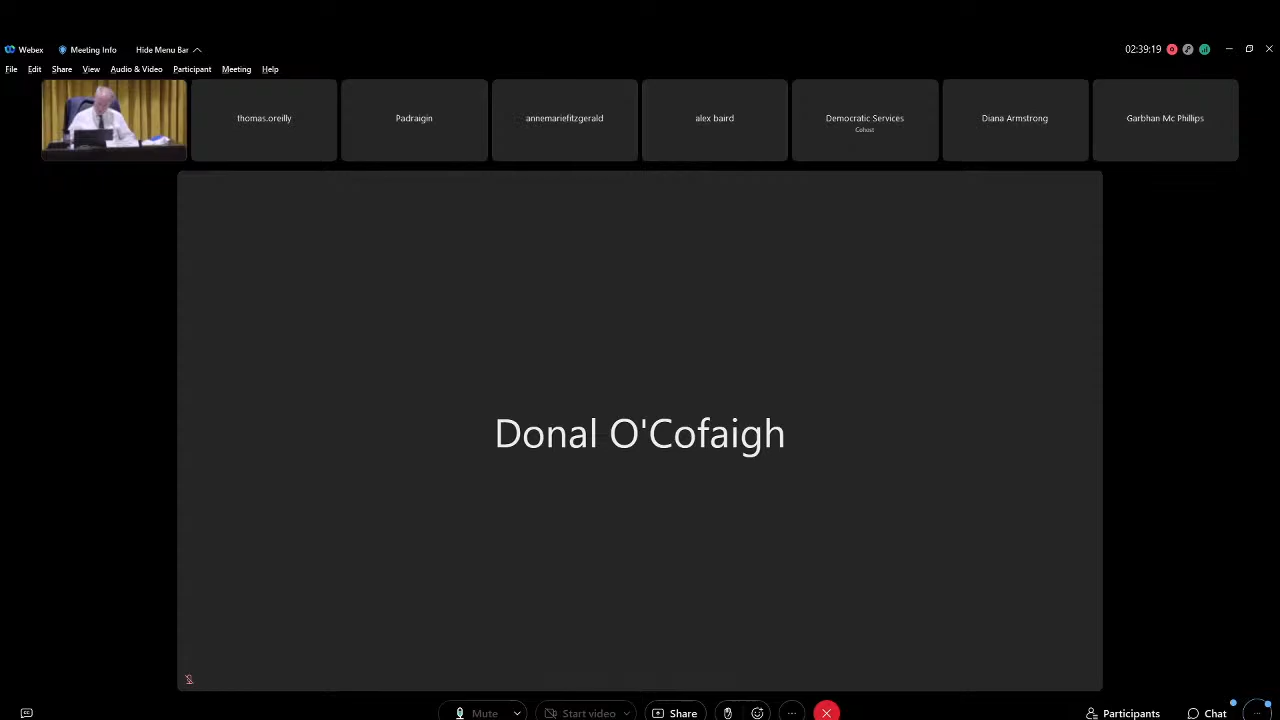 Webex Meeting Info Hide Menu Bar 02:39:19
File Edit Share View Audio & Video Participant Meeting Help
thomas.oreilly Padraigin annemariefitzgerald alex baird Democratic Services Diana Armstrong Garbhan Mc Phillips
Cohost
Donal O'Cofaigh
Mute Start video Share Participants Chat